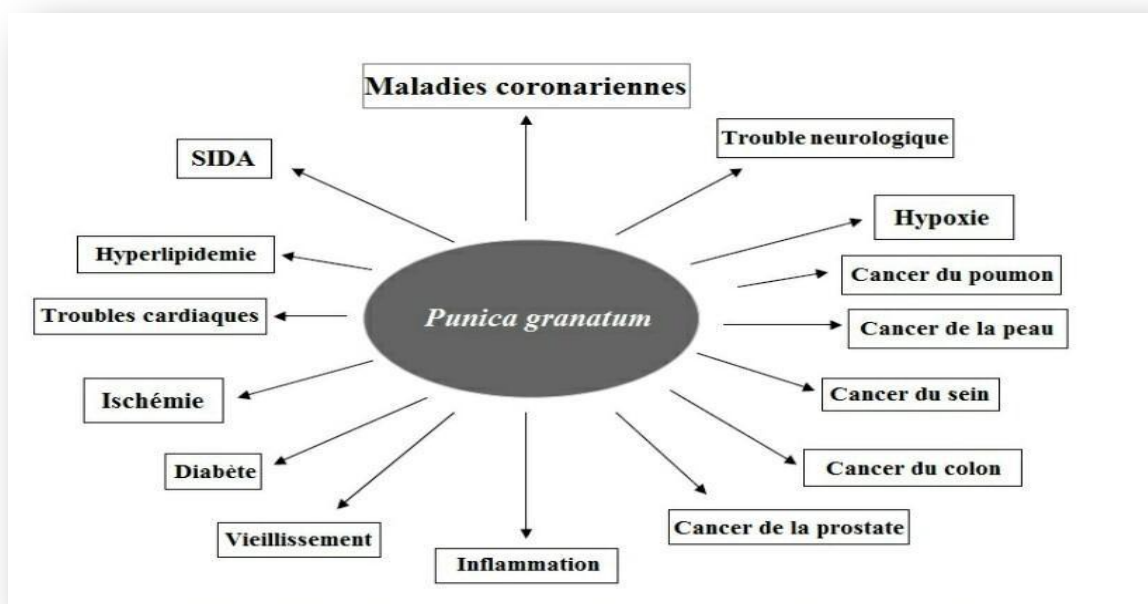 Maladies coronariennes
Trouble neurologique
SIDA
Hypoxie
Hyperlipidemie
Cancer du poumon
Troubles cardiaques
Punica granatum
Cancer de la peau
Ischémie
Cancer du sein
Diabète
Cancer du colon
Vieillissement
Cancer de la prostate
Inflammation